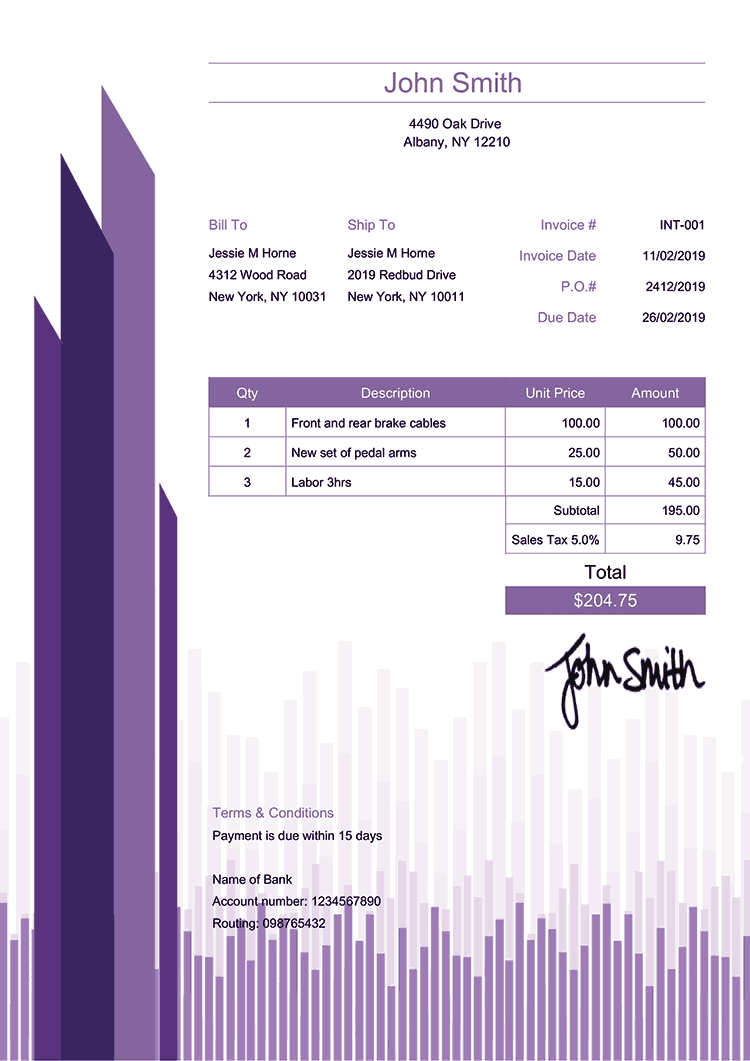 John Smith
4490 Oak Drive
Albany, NY 12210
Bill To
Jessie M Horne
4312 Wood Road
New York, NY 10031
Ship To
Jessie M Horne
2019 Redbud Drive
New York, NY 10011
Invoice # INT-001
Invoice Date 11/02/2019
P.O.# 2412/2019
Due Date 26/02/2019
Qty Description Unit Price Amount
1 Front and rear brake cables 100.00 100.00
2 New set of pedal arms 25.00 50.00
3 Labor 3hrs 15.00 45.00
Subtotal 195.00
Sales Tax 5.0% 9.75
Total
$204.75
John Smith
Terms & Conditions
Payment is due within 15 days
Name of Bank
Account number: 1234567890
Routing: 098765432